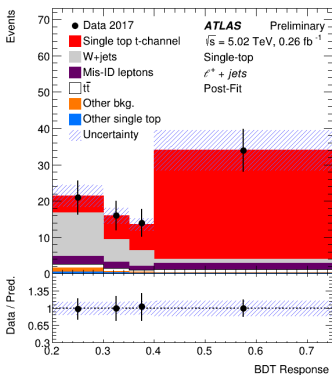 Events
70
60
50
40
30
20
10
0
Data 2017
Single top t-channel
W+jets
Mis-ID leptons
tt̄
Other bkg.
Other single top
Uncertainty
ATLAS Preliminary
√s = 5.02 TeV, 0.26 fb⁻¹
Single-top
ℓ⁺ + jets
Post-Fit
Data / Pred.
1.35
1
0.65
0.3
0.2 0.3 0.4 0.5 0.6 0.7
BDT Response